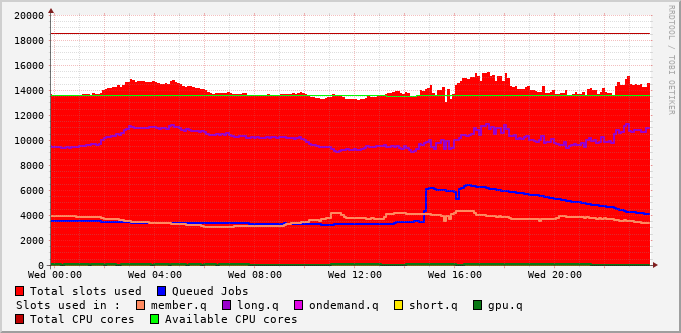 20000
18000
16000
14000
12000
10000
8000
6000
4000
2000
0
Wed 00:00 Wed 04:00 Wed 08:00 Wed 12:00 Wed 16:00 Wed 20:00
Total slots used Queued Jobs
Slots used in : member.q long.q ondemand.q short.q gpu.q
Total CPU cores Available CPU cores
RRDTOOL / TOBI OETIKER